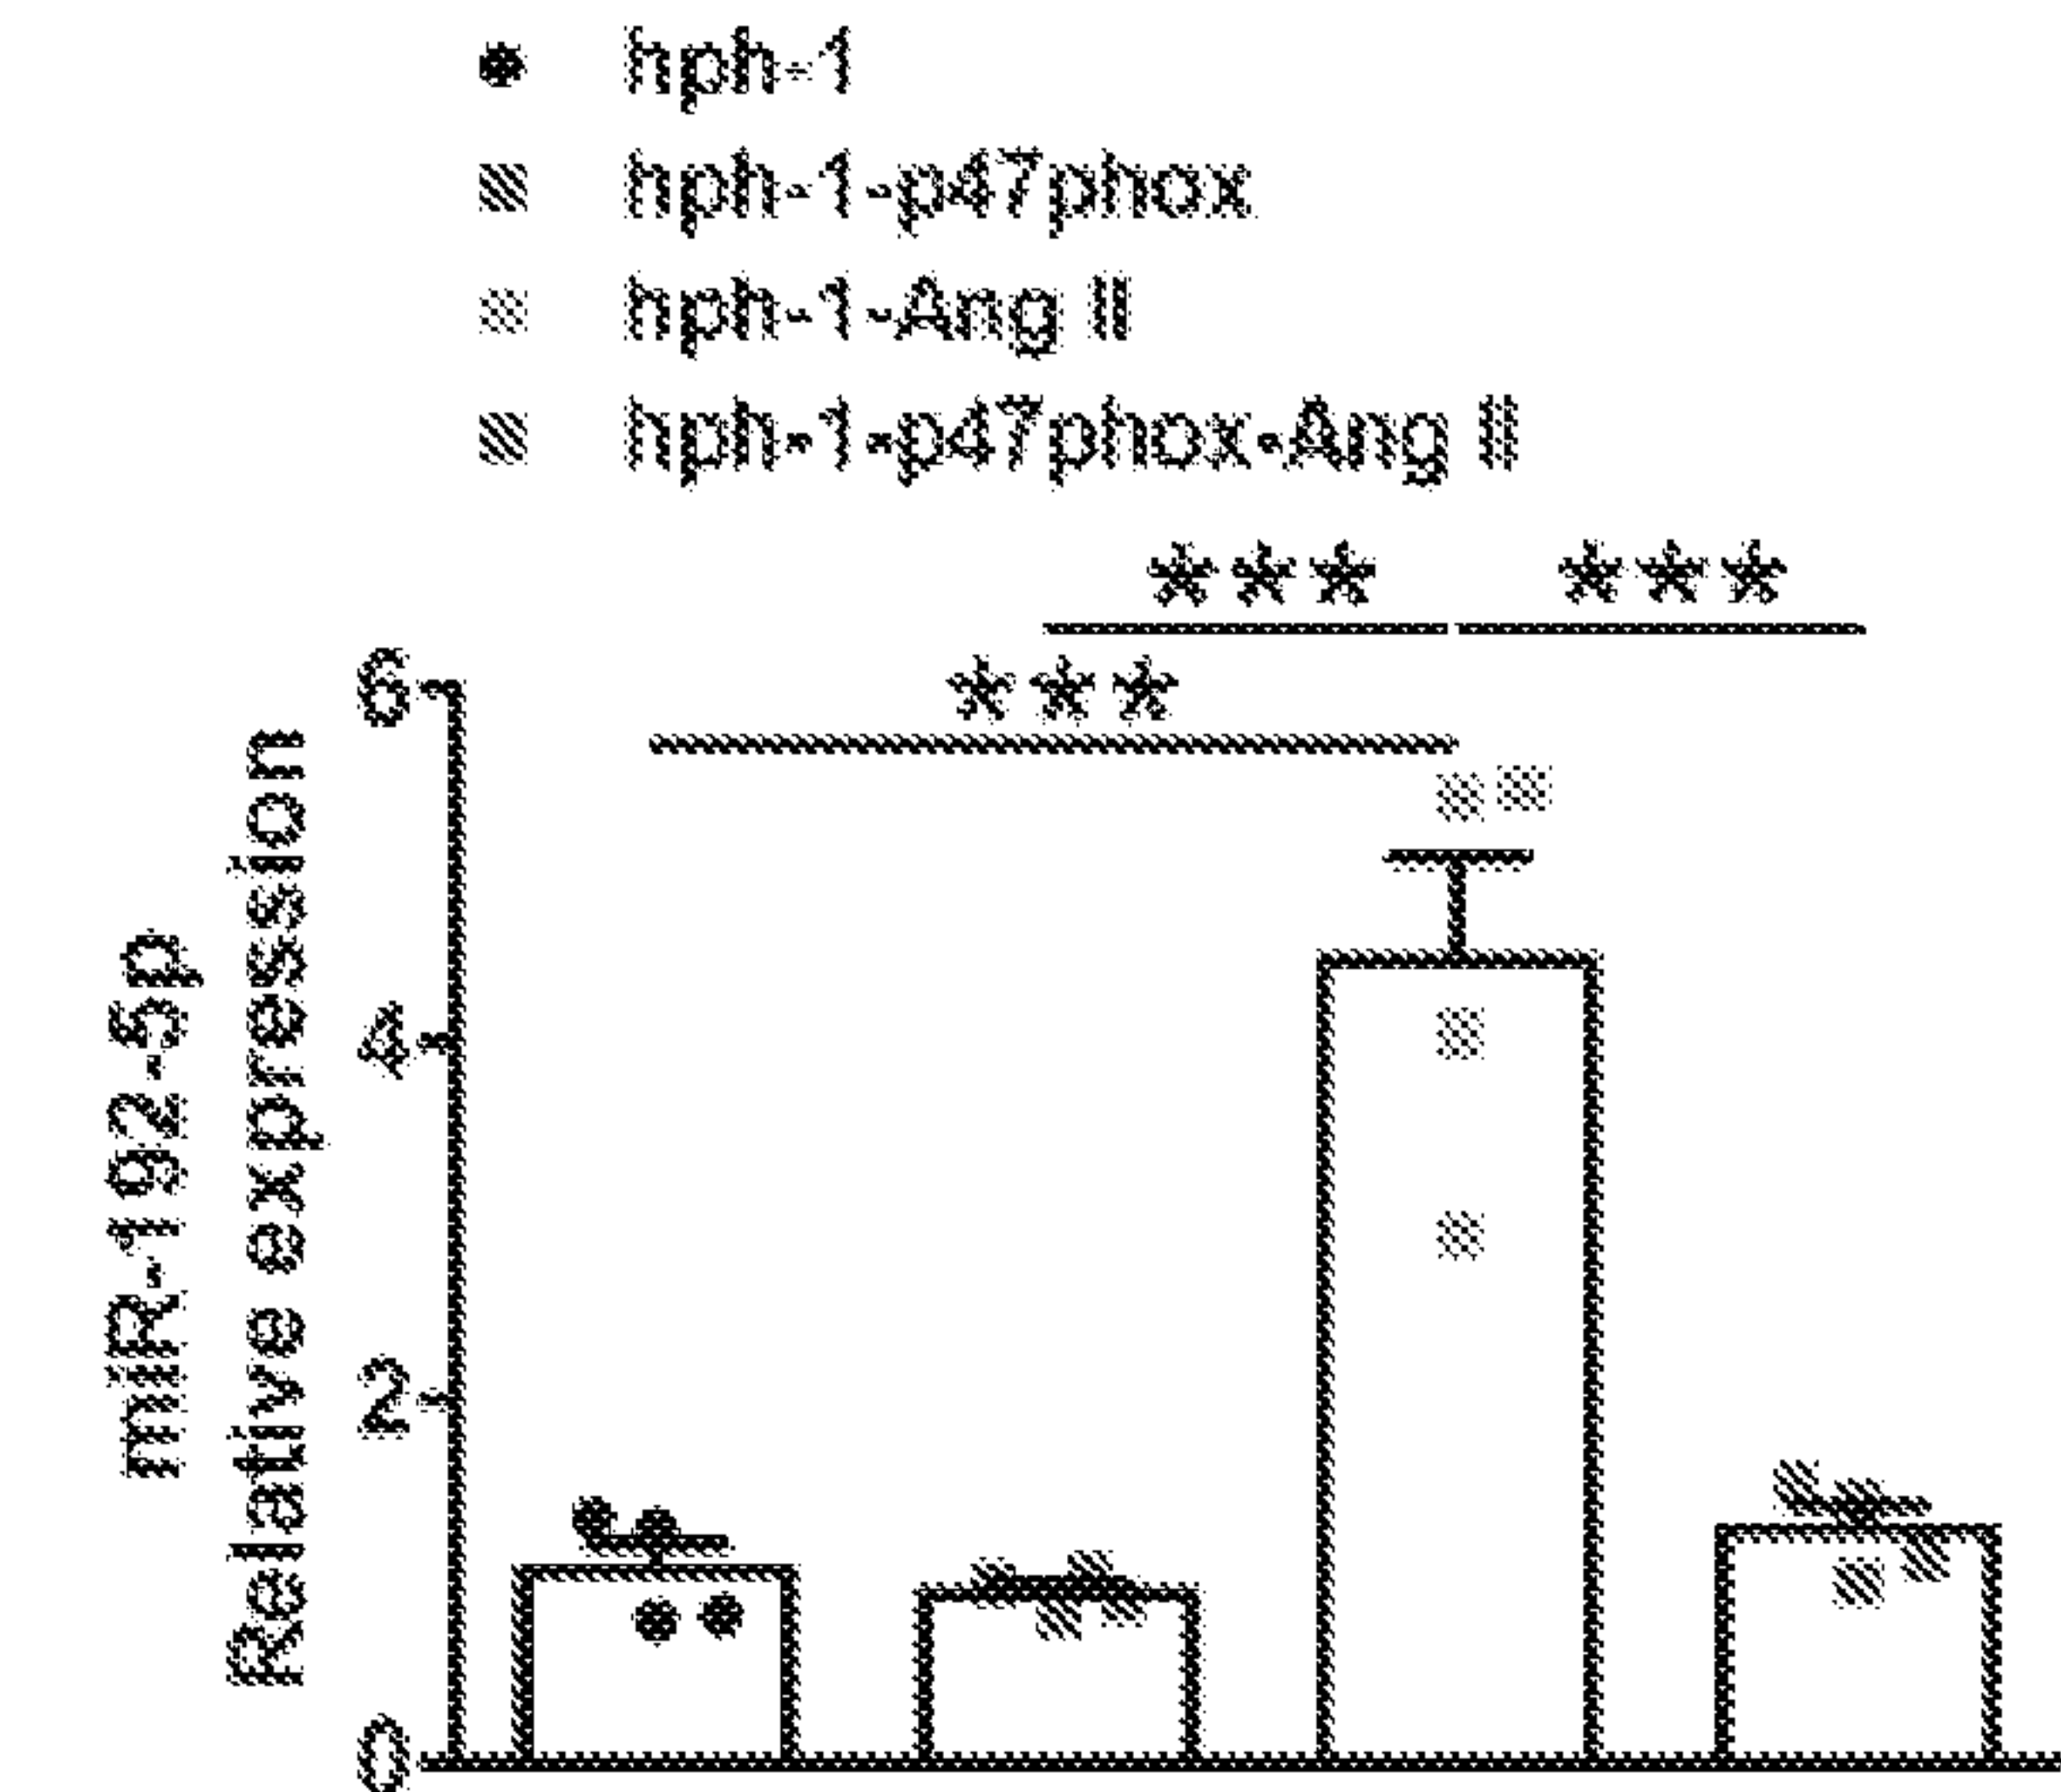 hph-1
hph-1-p47phox
hph-1-Ang II
hph-1-p47phox-Ang II
*** ***
***
miR-192-5p
Relative expression
6
4
2
0